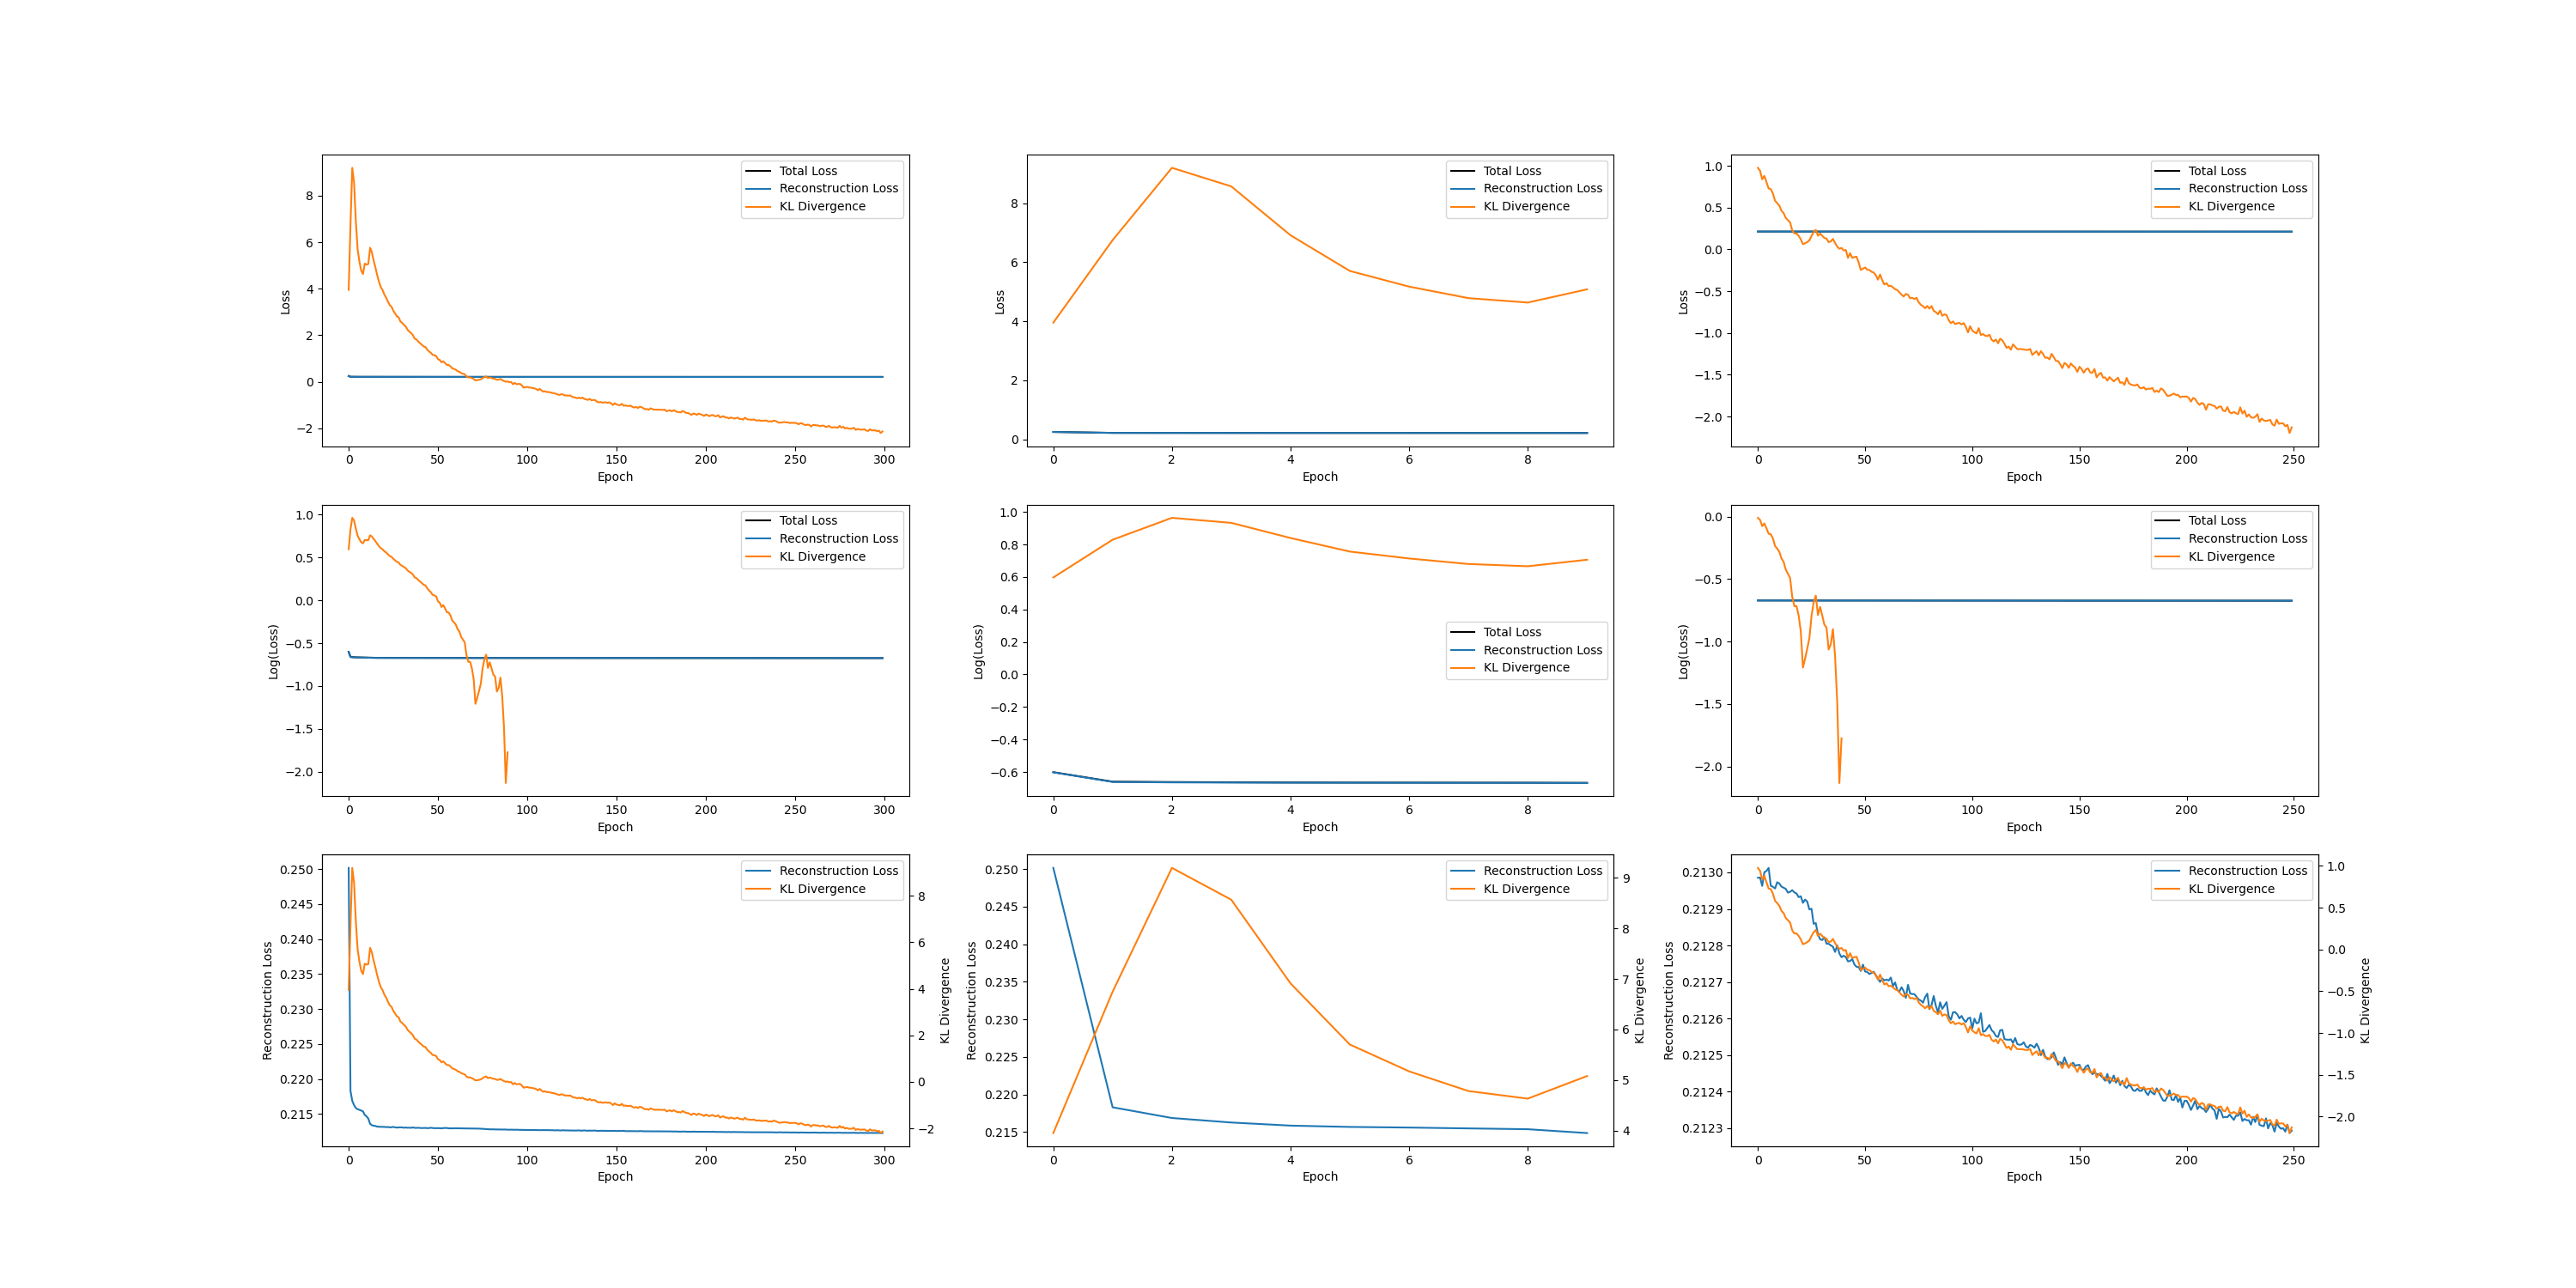 Total Loss
Reconstruction Loss
KL Divergence
8
6
4
2
0
−2
Loss
0 50 100 150 200 250 300
Epoch
Total Loss
Reconstruction Loss
KL Divergence
8
6
4
2
0
Loss
0 2 4 6 8
Epoch
Total Loss
Reconstruction Loss
KL Divergence
1.0
0.5
0.0
−0.5
−1.0
−1.5
−2.0
Loss
0 50 100 150 200 250
Epoch
Total Loss
Reconstruction Loss
KL Divergence
1.0
0.5
0.0
−0.5
−1.0
−1.5
−2.0
Log(Loss)
0 50 100 150 200 250 300
Epoch
1.0
0.8
0.6
0.4
0.2
0.0
−0.2
−0.4
−0.6
Log(Loss)
Total Loss
Reconstruction Loss
KL Divergence
0 2 4 6 8
Epoch
Total Loss
Reconstruction Loss
KL Divergence
0.0
−0.5
−1.0
−1.5
−2.0
Log(Loss)
0 50 100 150 200 250
Epoch
Reconstruction Loss
KL Divergence
0.250
0.245
0.240
0.235
0.230
0.225
0.220
0.215
Reconstruction Loss
8
6
4
2
0
−2
KL Divergence
0 50 100 150 200 250 300
Epoch
Reconstruction Loss
KL Divergence
0.250
0.245
0.240
0.235
0.230
0.225
0.220
0.215
Reconstruction Loss
9
8
7
6
5
4
KL Divergence
0 2 4 6 8
Epoch
Reconstruction Loss
KL Divergence
0.2130
0.2129
0.2128
0.2127
0.2126
0.2125
0.2124
0.2123
Reconstruction Loss
1.0
0.5
0.0
−0.5
−1.0
−1.5
−2.0
KL Divergence
0 50 100 150 200 250
Epoch